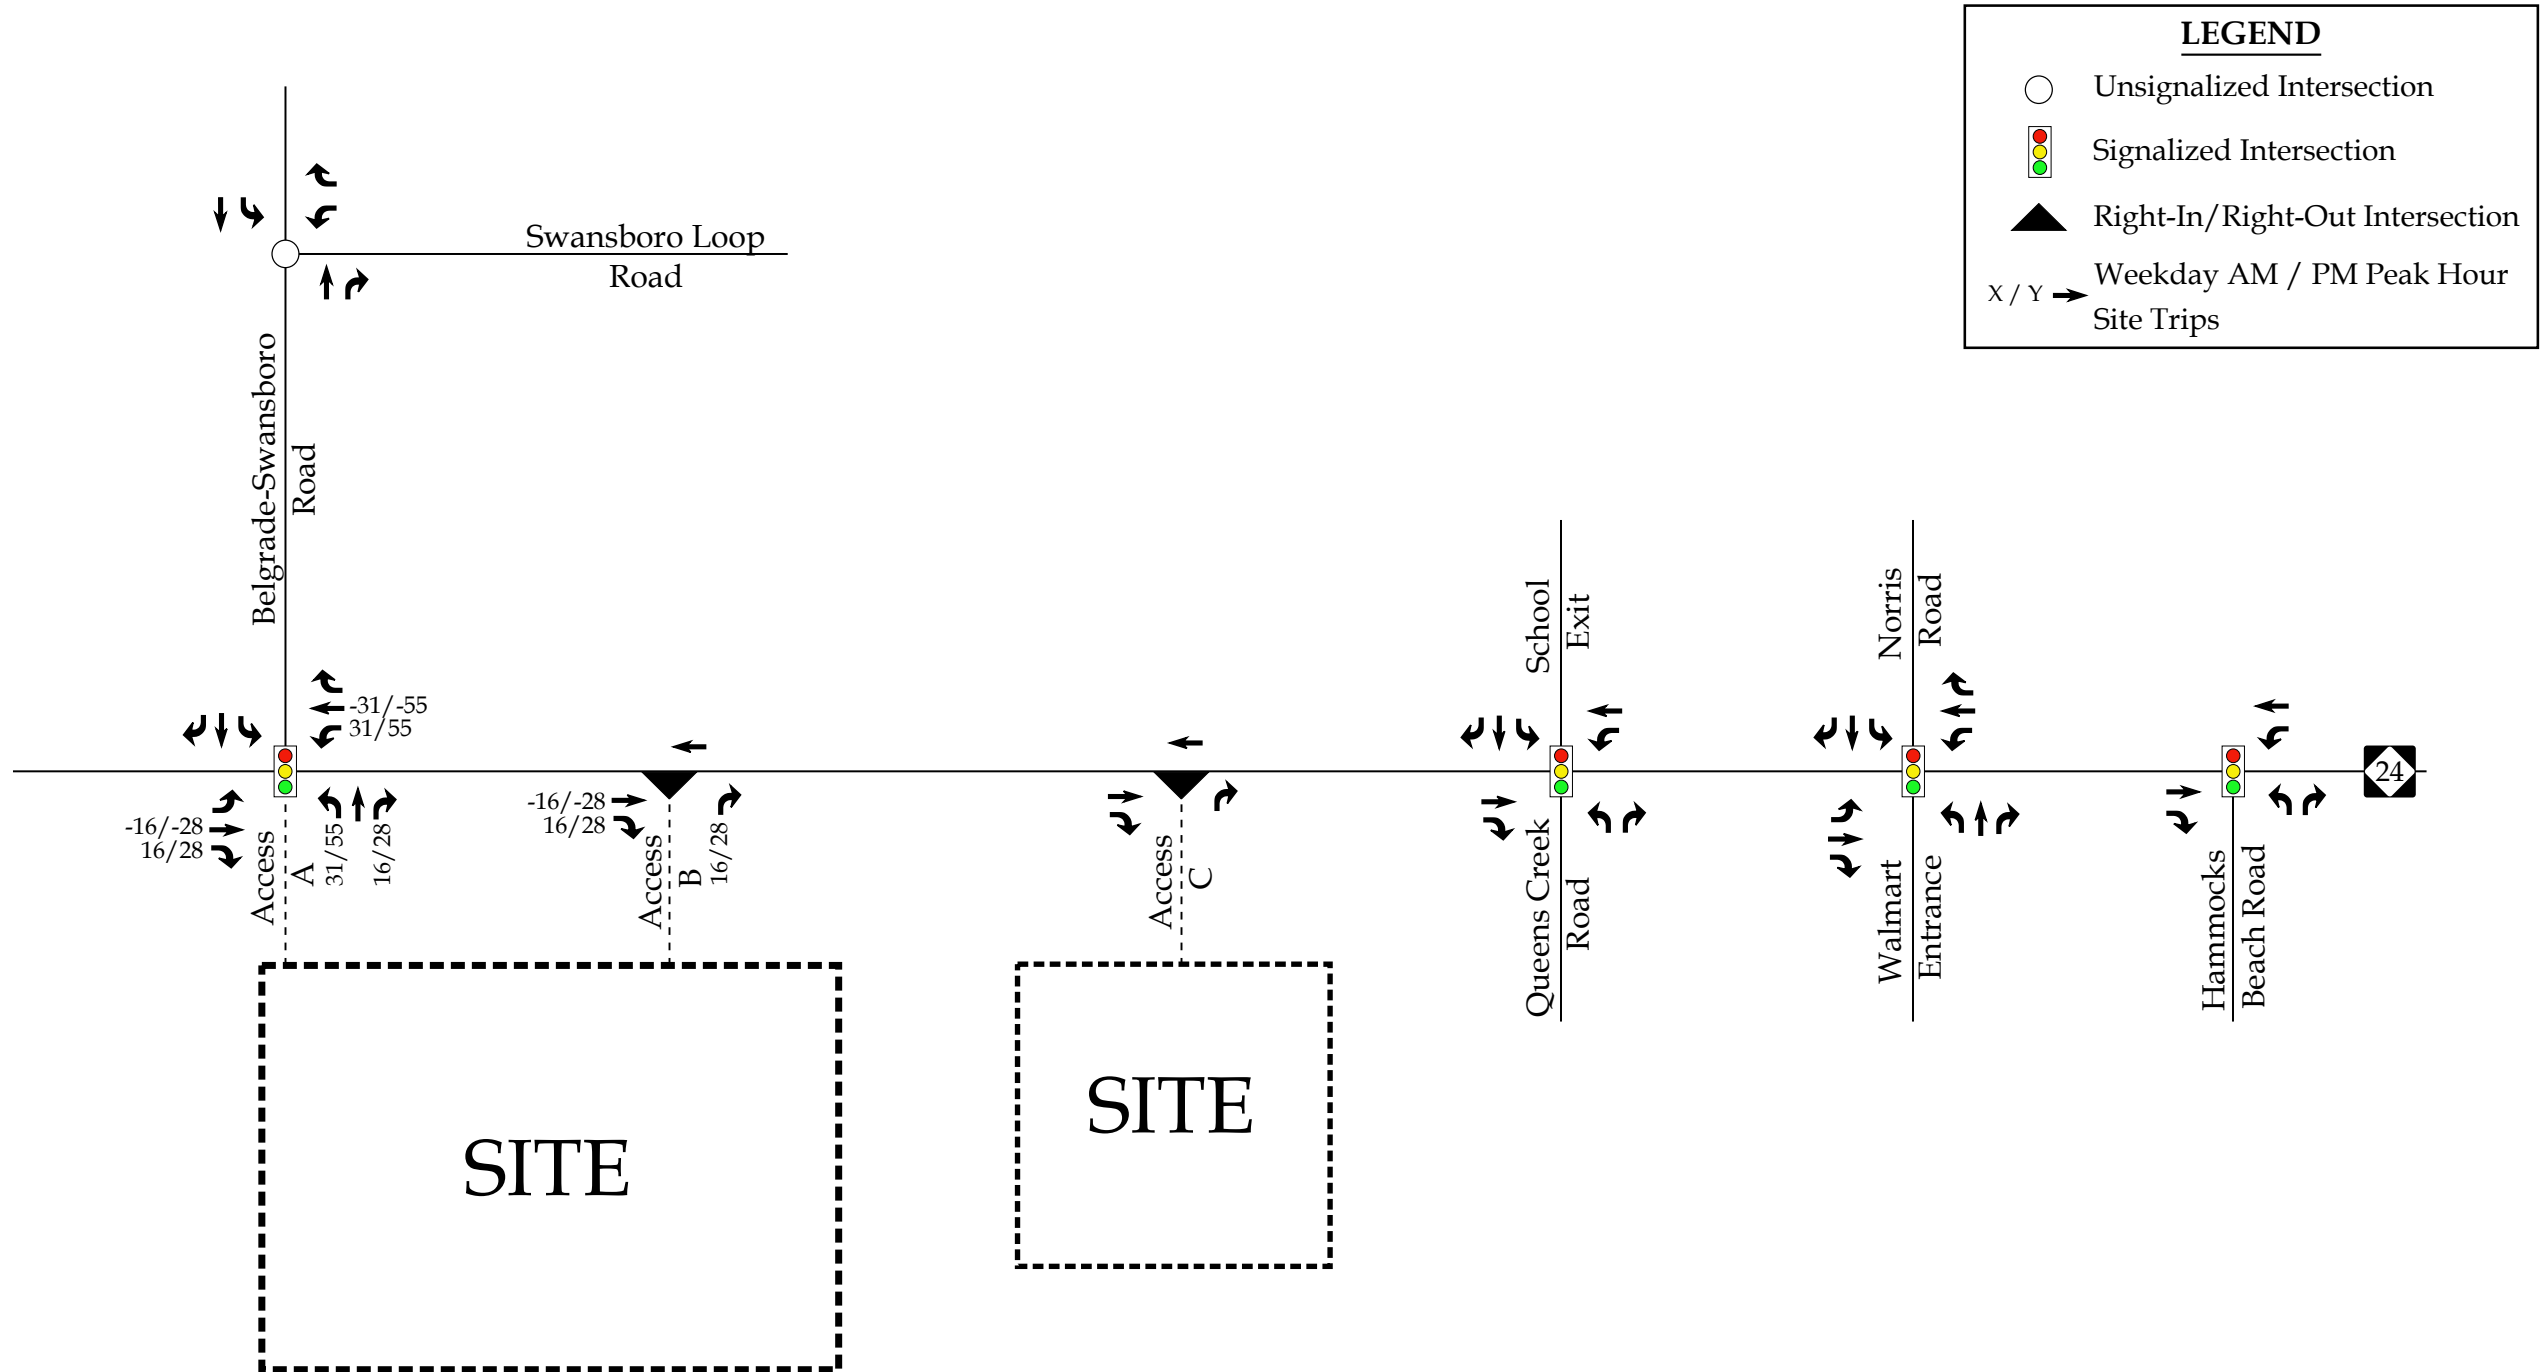 LEGEND
Unsignalized Intersection
Signalized Intersection
Right-In/Right-Out Intersection
X / Y
Weekday AM / PM Peak Hour
Site Trips
Swansboro Loop
Road
Belgrade-Swansboro
Road
School
Exit
Norris
Road
-31/-55
31/55
24
-16/-28
16/28
Access
A
31/55
16/28
-16/-28
16/28
Access
B
16/28
Access
C
Queens Creek
Road
Walmart
Entrance
Hammocks
Beach Road
SITE
SITE